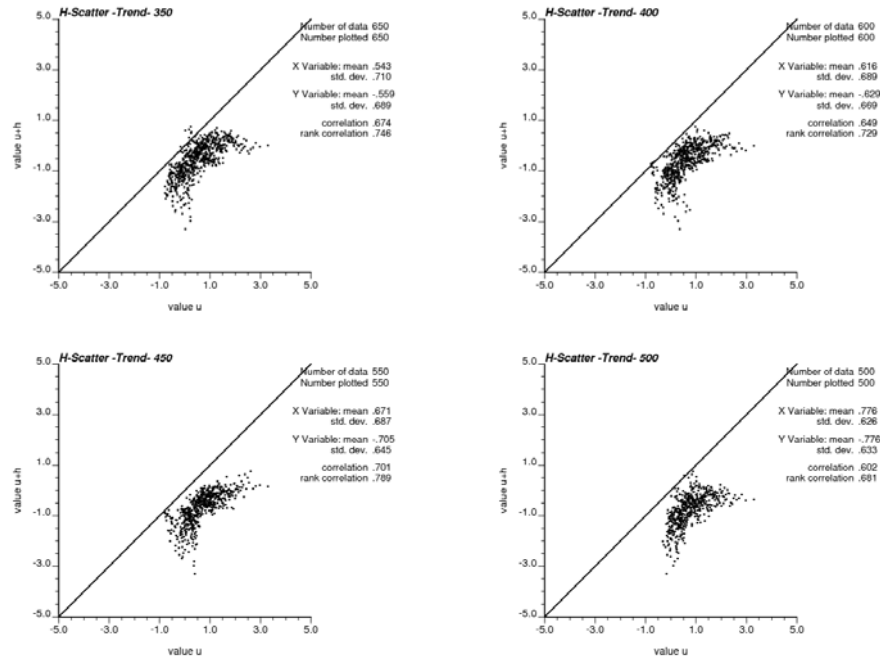 H-Scatter -Trend- 350
Number of data 650
Number plotted 650
X Variable: mean .543
std. dev. .710
Y Variable: mean -.559
std. dev. .689
correlation .674
rank correlation .746
value u+h
5.0
3.0
1.0
-1.0
-3.0
-5.0
-5.0 -3.0 -1.0 1.0 3.0 5.0
value u
H-Scatter -Trend- 400
Number of data 600
Number plotted 600
X Variable: mean .616
std. dev. .689
Y Variable: mean -.629
std. dev. .669
correlation .649
rank correlation .729
value u+h
5.0
3.0
1.0
-1.0
-3.0
-5.0
-5.0 -3.0 -1.0 1.0 3.0 5.0
value u
H-Scatter -Trend- 450
Number of data 550
Number plotted 550
X Variable: mean .671
std. dev. .687
Y Variable: mean -.705
std. dev. .645
correlation .701
rank correlation .789
value u+h
5.0
3.0
1.0
-1.0
-3.0
-5.0
-5.0 -3.0 -1.0 1.0 3.0 5.0
value u
H-Scatter -Trend- 500
Number of data 500
Number plotted 500
X Variable: mean .776
std. dev. .626
Y Variable: mean -.776
std. dev. .633
correlation .602
rank correlation .681
value u+h
5.0
3.0
1.0
-1.0
-3.0
-5.0
-5.0 -3.0 -1.0 1.0 3.0 5.0
value u